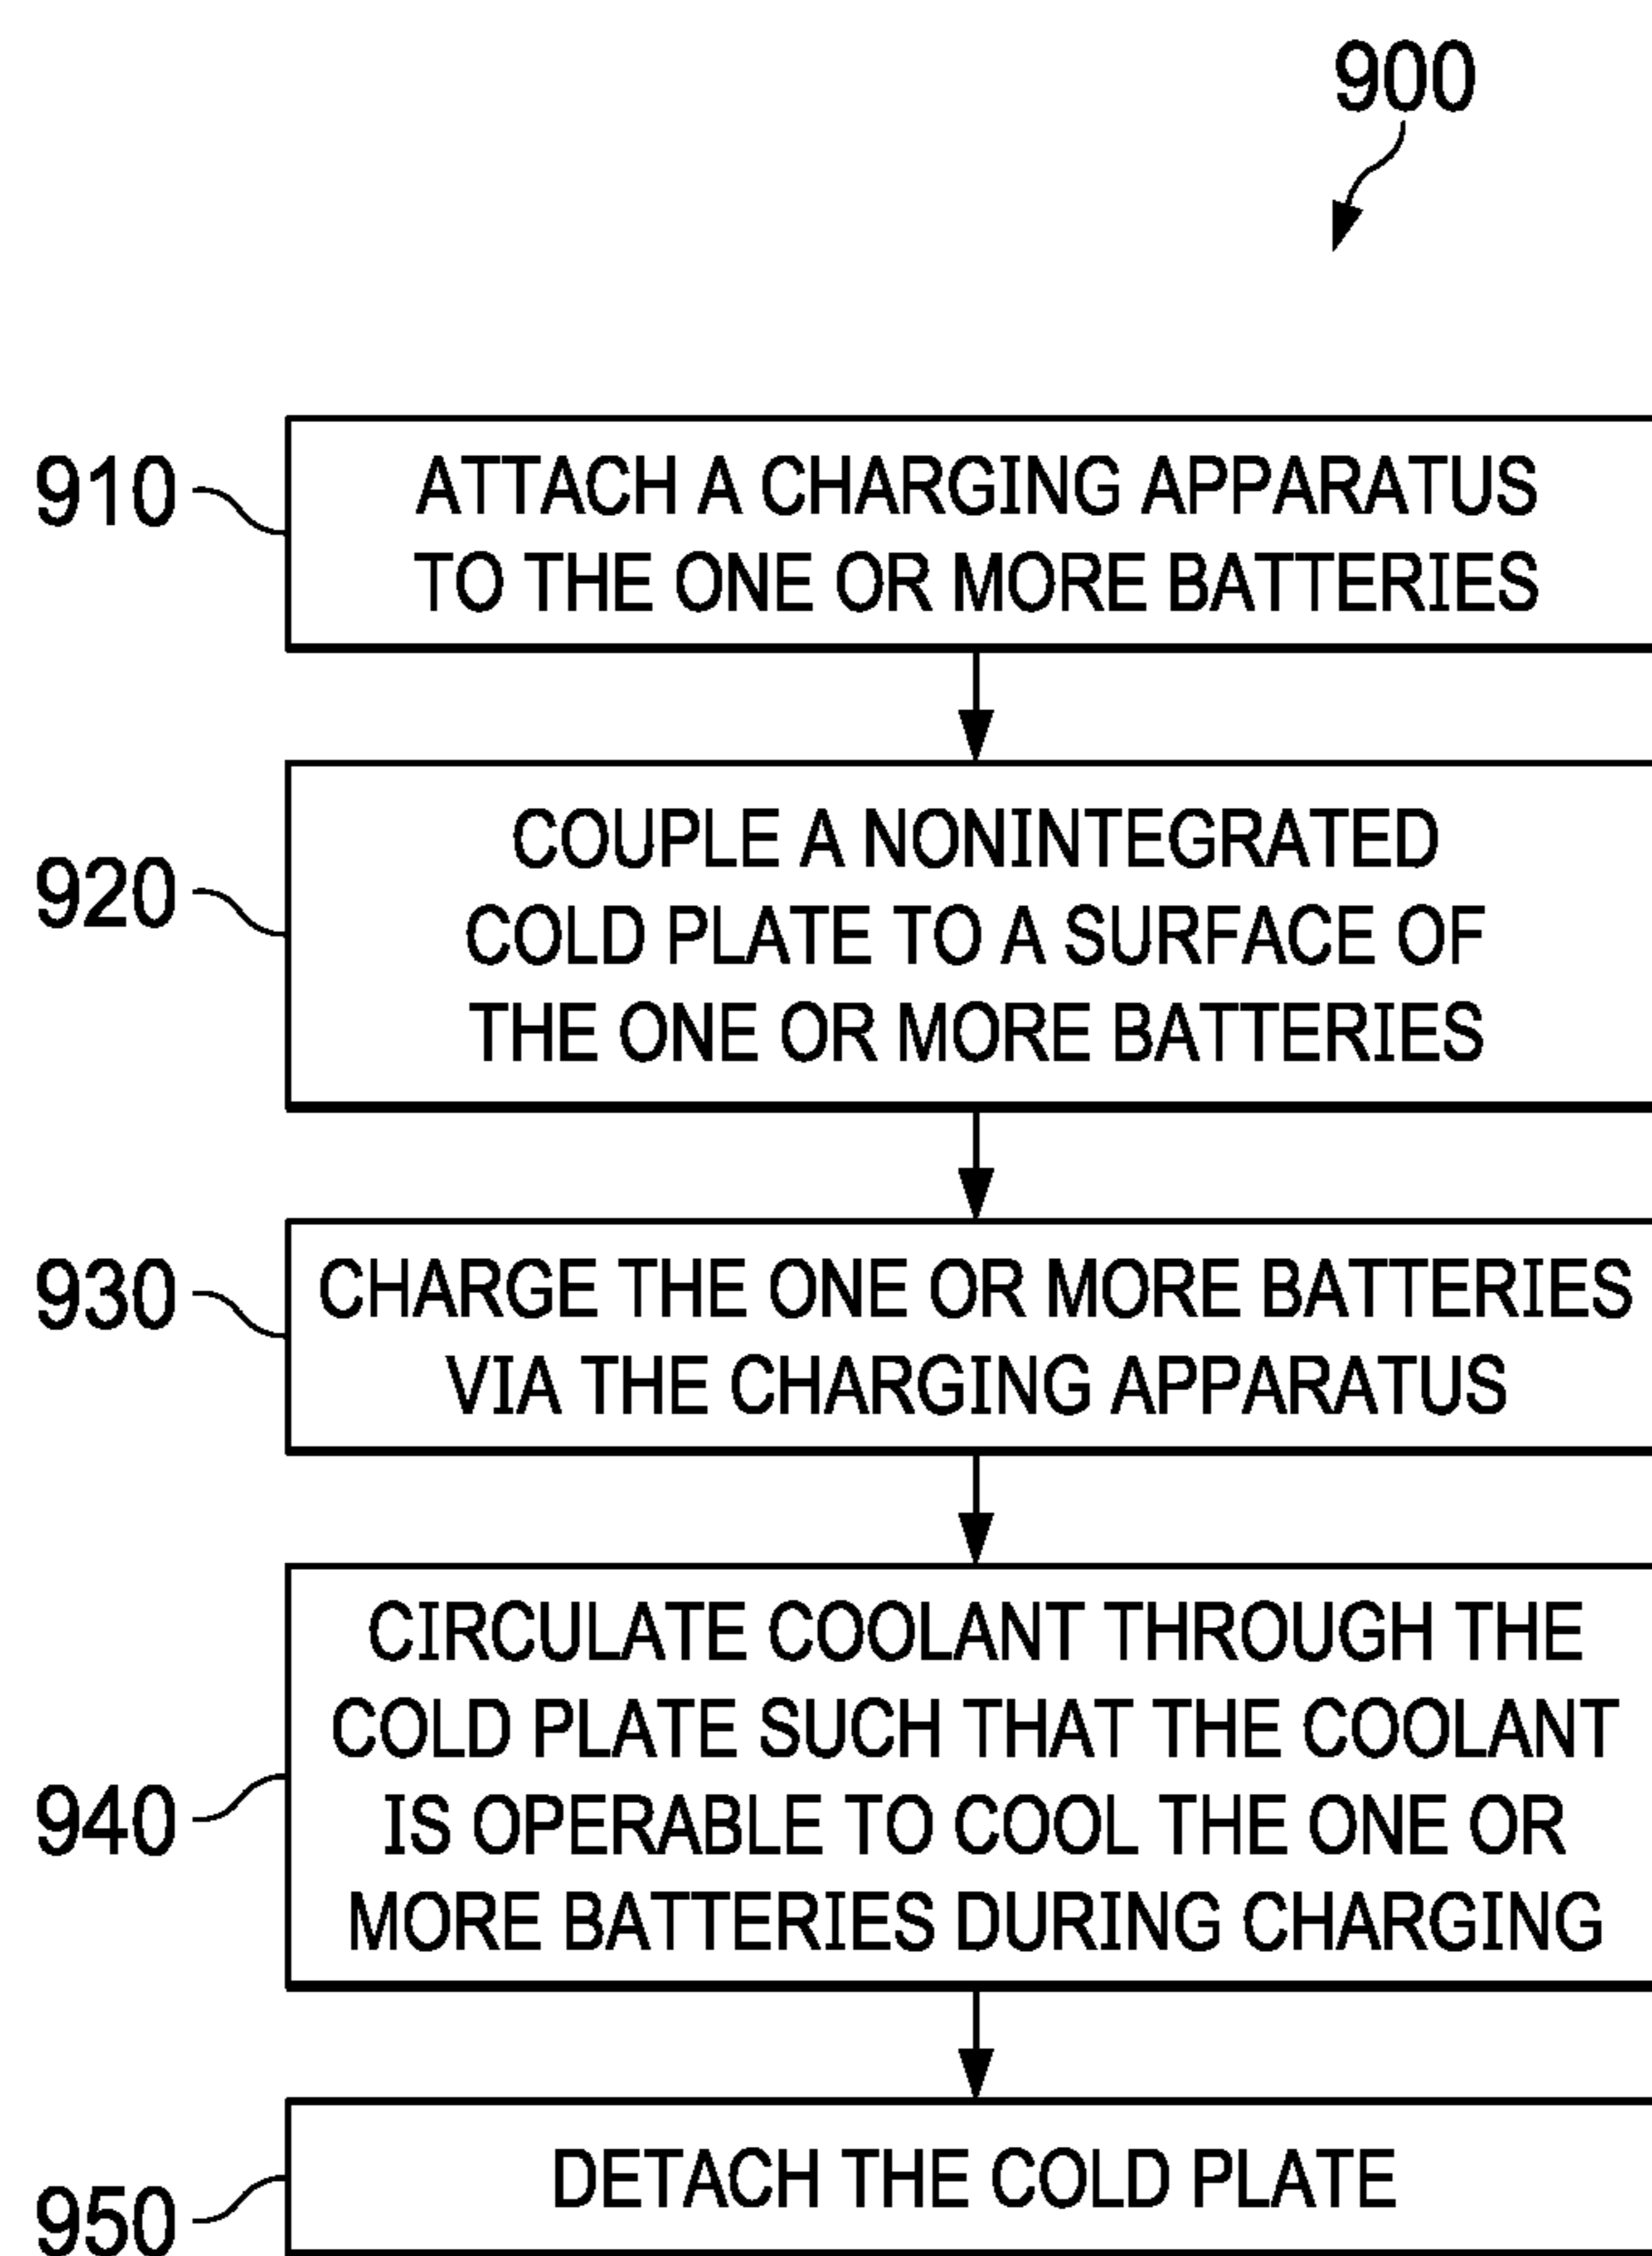 900
910
ATTACH A CHARGING APPARATUS
TO THE ONE OR MORE BATTERIES
920
COUPLE A NONINTEGRATED
COLD PLATE TO A SURFACE OF
THE ONE OR MORE BATTERIES
930
CHARGE THE ONE OR MORE BATTERIES
VIA THE CHARGING APPARATUS
940
CIRCULATE COOLANT THROUGH THE
COLD PLATE SUCH THAT THE COOLANT
IS OPERABLE TO COOL THE ONE OR
MORE BATTERIES DURING CHARGING
950
DETACH THE COLD PLATE